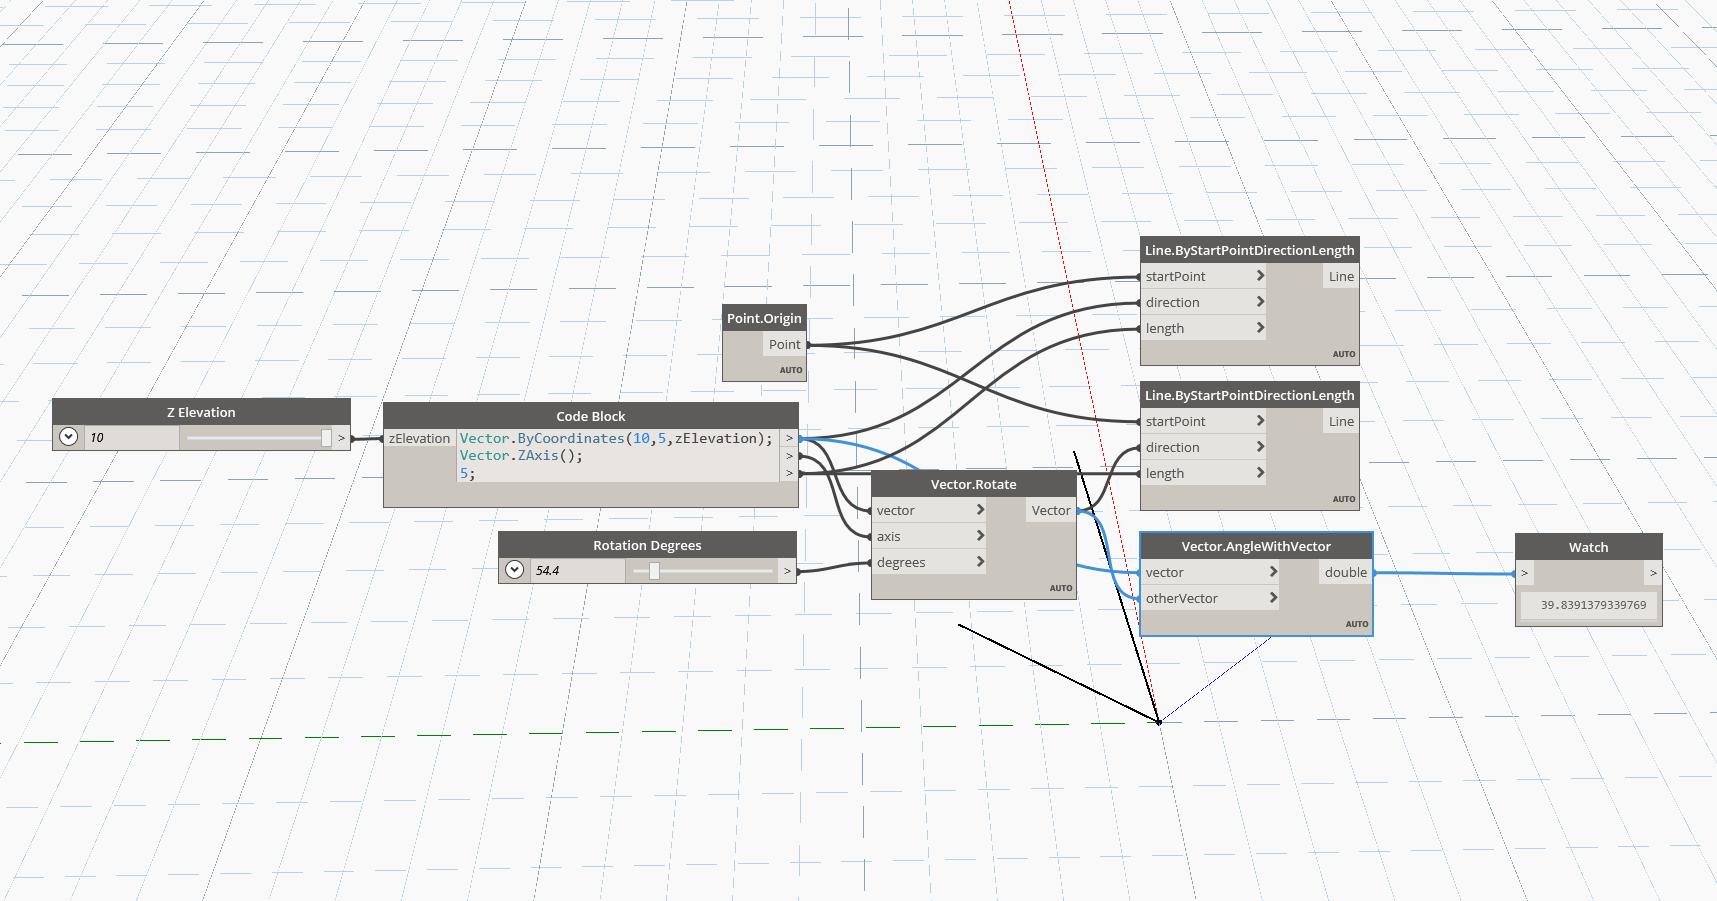 Line.ByStartPointDirectionLength
startPoint > Line
direction >
length >
AUTO
Point.Origin
Point
AUTO
Line.ByStartPointDirectionLength
startPoint > Line
direction >
length >
AUTO
Z Elevation
10 >
Code Block
zElevation Vector.ByCoordinates(10,5,zElevation); >
Vector.ZAxis(); >
5; >
Vector.Rotate
vector > Vector
axis >
degrees >
AUTO
Rotation Degrees
54.4 >
Vector.AngleWithVector
vector > double
otherVector >
AUTO
Watch
> >
39.8391379339769